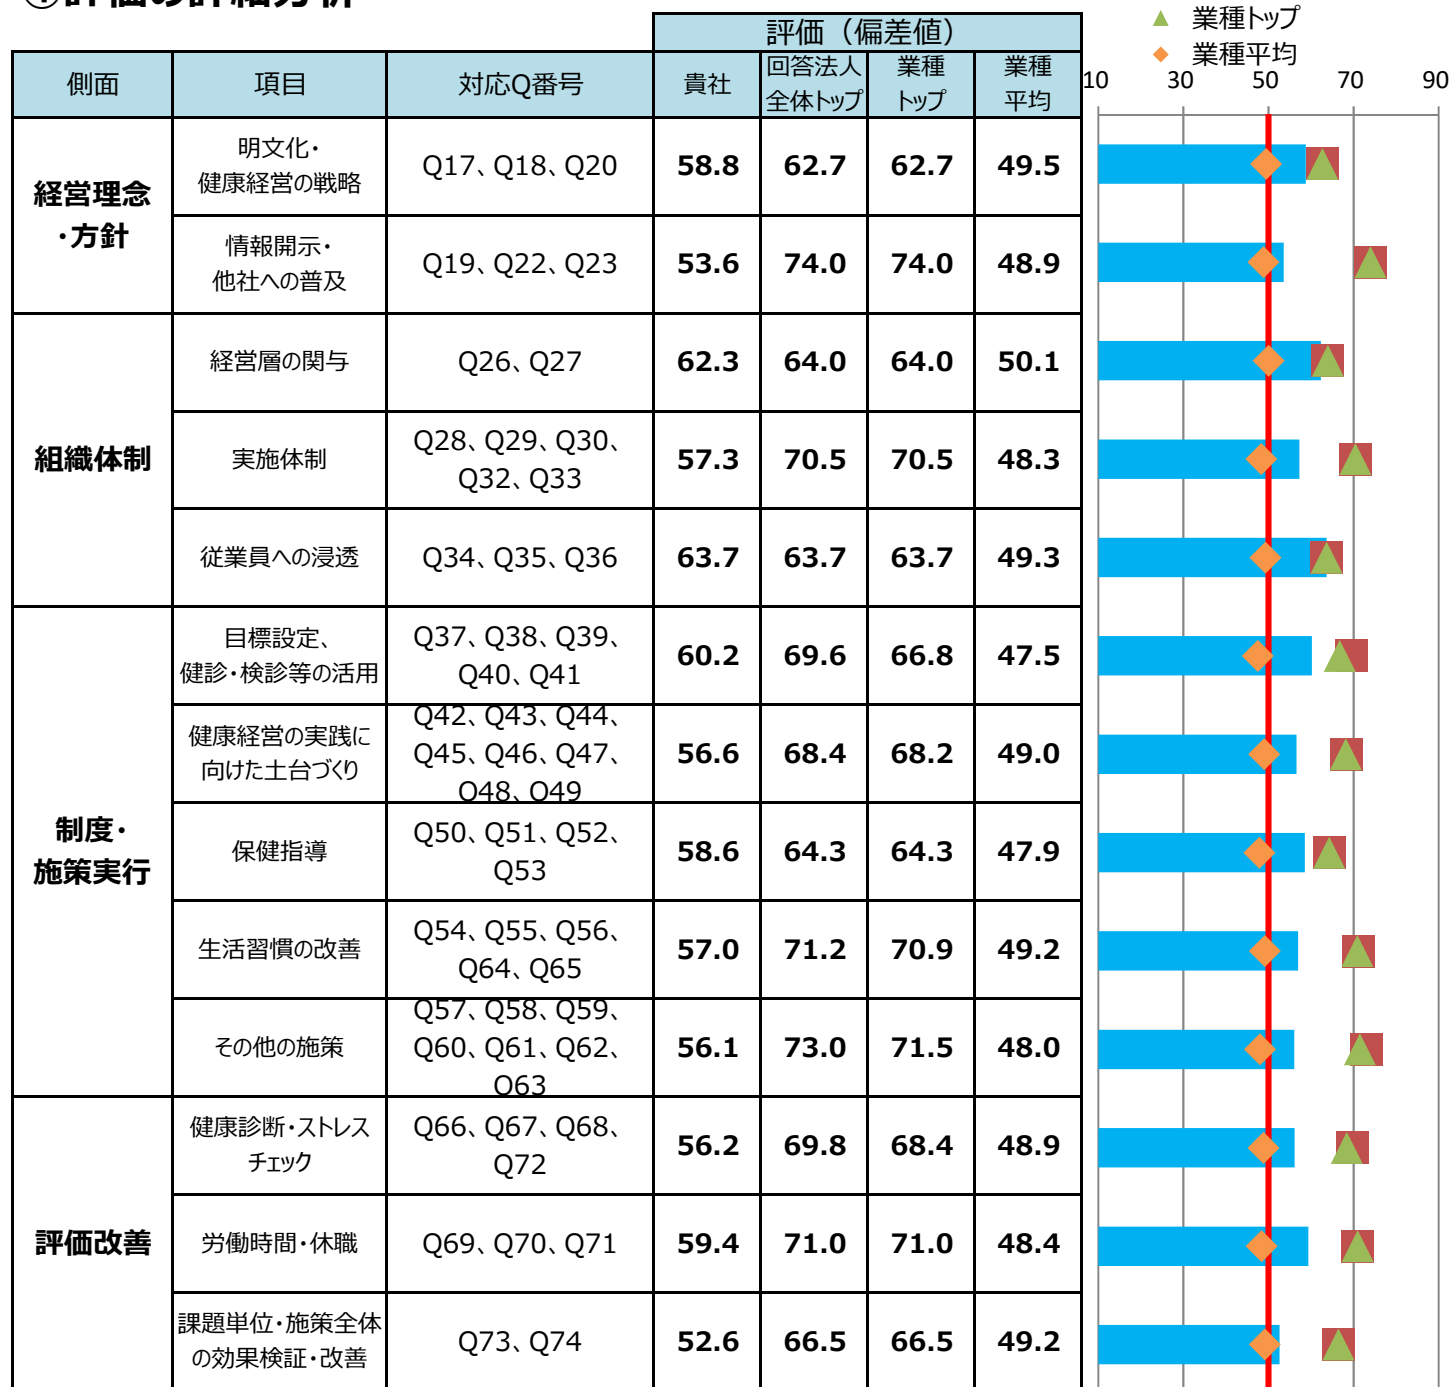 ①評価の詳細分析
▲ 業種トップ
◆ 業種平均
評価（偏差値）
側面 項目 対応Q番号 貴社 回答法人全体トップ 業種トップ 業種平均
10 30 50 70 90
経営理念
・方針
明文化・
健康経営の戦略
Q17、Q18、Q20
58.8 62.7 62.7 49.5
情報開示・
他社への普及
Q19、Q22、Q23
53.6 74.0 74.0 48.9
組織体制
経営層の関与
Q26、Q27
62.3 64.0 64.0 50.1
実施体制
Q28、Q29、Q30、
Q32、Q33
57.3 70.5 70.5 48.3
従業員への浸透
Q34、Q35、Q36
63.7 63.7 63.7 49.3
制度・
施策実行
目標設定、
健診・検診等の活用
Q37、Q38、Q39、
Q40、Q41
60.2 69.6 66.8 47.5
健康経営の実践に
向けた土台づくり
Q42、Q43、Q44、
Q45、Q46、Q47、
Q48、Q49
56.6 68.4 68.2 49.0
保健指導
Q50、Q51、Q52、
Q53
58.6 64.3 64.3 47.9
生活習慣の改善
Q54、Q55、Q56、
Q64、Q65
57.0 71.2 70.9 49.2
その他の施策
Q57、Q58、Q59、
Q60、Q61、Q62、
Q63
56.1 73.0 71.5 48.0
評価改善
健康診断・ストレス
チェック
Q66、Q67、Q68、
Q72
56.2 69.8 68.4 48.9
労働時間・休職
Q69、Q70、Q71
59.4 71.0 71.0 48.4
課題単位・施策全体
の効果検証・改善
Q73、Q74
52.6 66.5 66.5 49.2